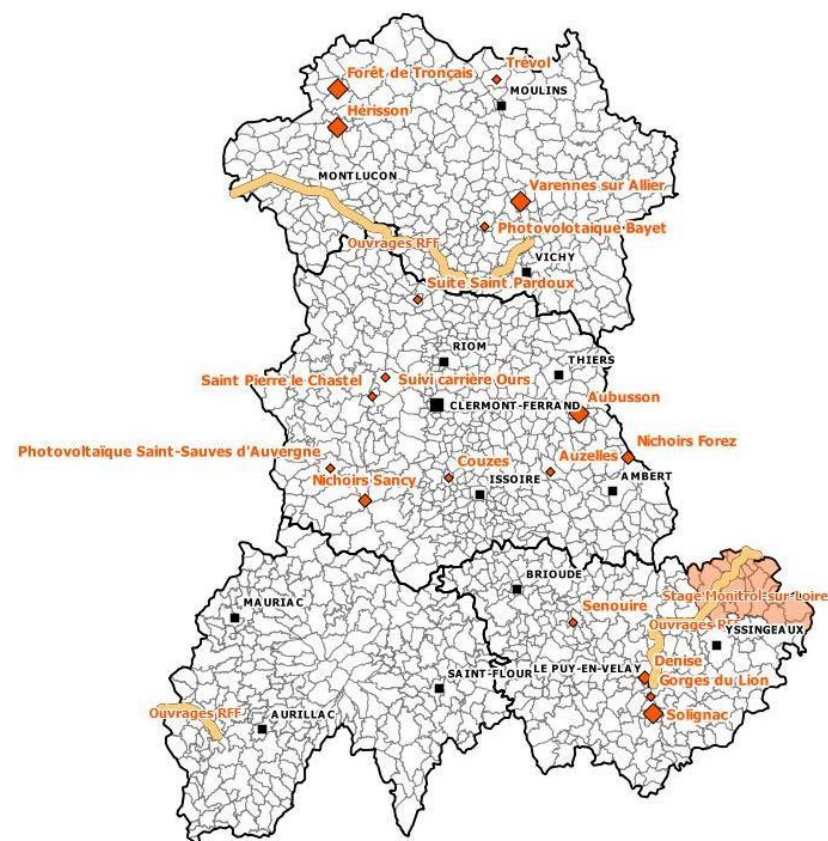 Forêt de Tronçais
Trévol
MOULINS
Hérisson
MONTLUCON
Varennes sur Allier
Photovolotaique Bayet
Ouvrages RFF
VICHY
Suite Saint Pardoux
RIOM
THIERS
Saint Pierre le Chastel
Suivi carrière Ours
CLERMONT-FERRAND
Aubusson
Photovoltaïque Saint-Sauves d'Auvergne
Nichoirs Forez
Couzes
Auzelles
Nichoirs Sancy
ISSOIRE
AMBERT
BRIOUDE
Stage Monitrol-sur-Loire
MAURIAC
Senouire
Ouvrages RFF
YSSINGEAUX
LE PUY-EN-VELAY
Denise
SAINT-FLOUR
Gorges du Lion
Ouvrages RFF
AURILLAC
Solignac